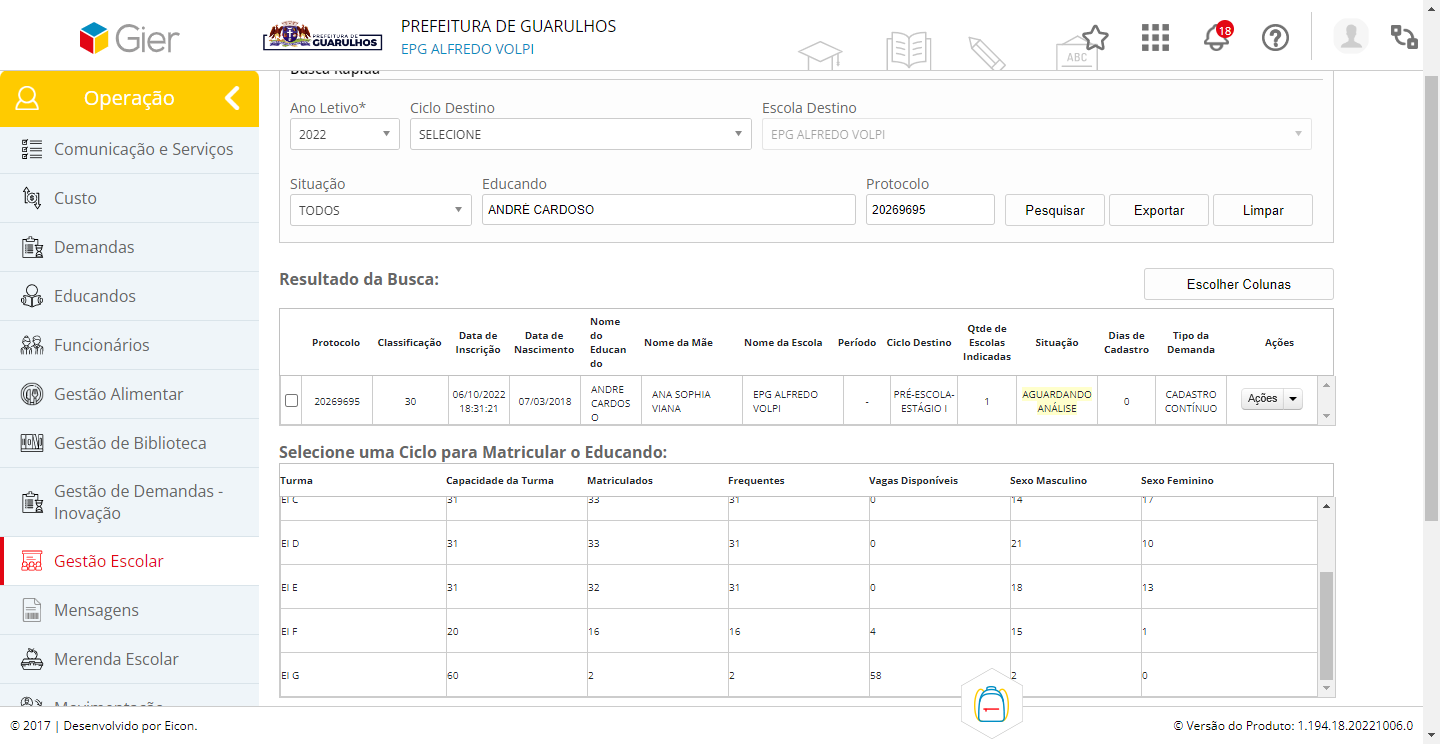 Gier
PREFEITURA DE
GUARULHOS
PREFEITURA DE GUARULHOS
EPG ALFREDO VOLPI
ABC
18
Operação
Comunicação e Serviços
Custo
Demandas
Educandos
Funcionários
Gestão Alimentar
Gestão de Biblioteca
Gestão de Demandas -
Inovação
Gestão Escolar
Mensagens
Merenda Escolar
Movimentação
Busca Rápida
Ano Letivo* Ciclo Destino Escola Destino
2022 SELECIONE EPG ALFREDO VOLPI
Situação Educando Protocolo
TODOS ANDRÉ CARDOSO 20269695 Pesquisar Exportar Limpar
Resultado da Busca:
Escolher Colunas
Protocolo Classificação Data de Inscrição Data de Nascimento Nome do Educan do Nome da Mãe Nome da Escola Período Ciclo Destino Qtde de Escolas Indicadas Situação Dias de Cadastro Tipo da Demanda Ações
20269695 30 06/10/2022 18:31:21 07/03/2018 ANDRE CARDOS O ANA SOPHIA VIANA EPG ALFREDO VOLPI - PRÉ-ESCOLA- ESTÁGIO I 1 AGUARDANDO ANÁLISE 0 CADASTRO CONTÍNUO Ações
Selecione uma Ciclo para Matricular o Educando:
Turma Capacidade da Turma Matriculados Frequentes Vagas Disponíveis Sexo Masculino Sexo Feminino
EI C 31 33 31 0 14 17
EI D 31 33 31 0 21 10
EI E 31 32 31 0 18 13
EI F 20 16 16 4 15 1
EI G 60 2 2 58 2 0
© 2017 | Desenvolvido por Eicon.
© Versão do Produto: 1.194.18.20221006.0